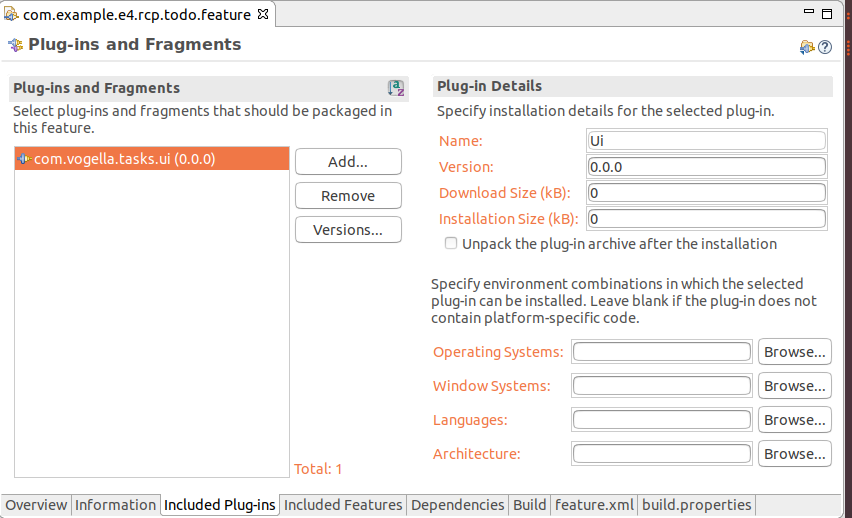 com.example.e4.rcp.todo.feature
Plug-ins and Fragments
Plug-ins and Fragments
Select plug-ins and fragments that should be packaged in
this feature.
com.vogella.tasks.ui (0.0.0)
Add...
Remove
Versions...
Total: 1
Plug-in Details
Specify installation details for the selected plug-in.
Name: Ui
Version: 0.0.0
Download Size (kB): 0
Installation Size (kB): 0
Unpack the plug-in archive after the installation
Specify environment combinations in which the selected
plug-in can be installed. Leave blank if the plug-in does not
contain platform-specific code.
Operating Systems: Browse...
Window Systems: Browse...
Languages: Browse...
Architecture: Browse...
Overview Information Included Plug-ins Included Features Dependencies Build feature.xml build.properties